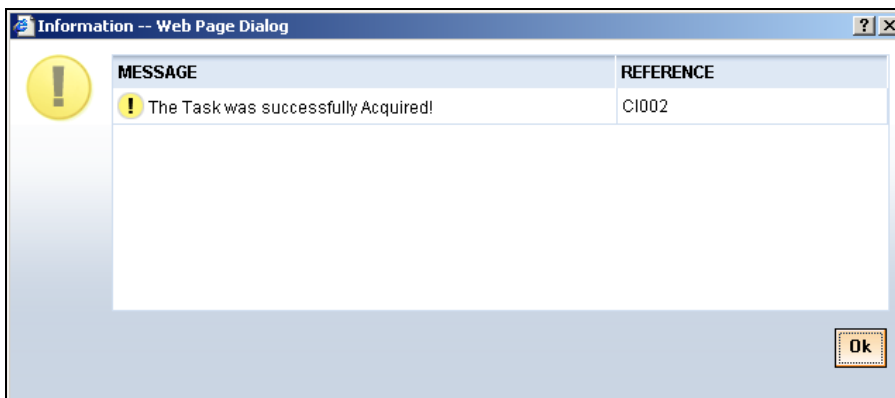 Information -- Web Page Dialog
MESSAGE REFERENCE
The Task was successfully Acquired! CI002
Ok